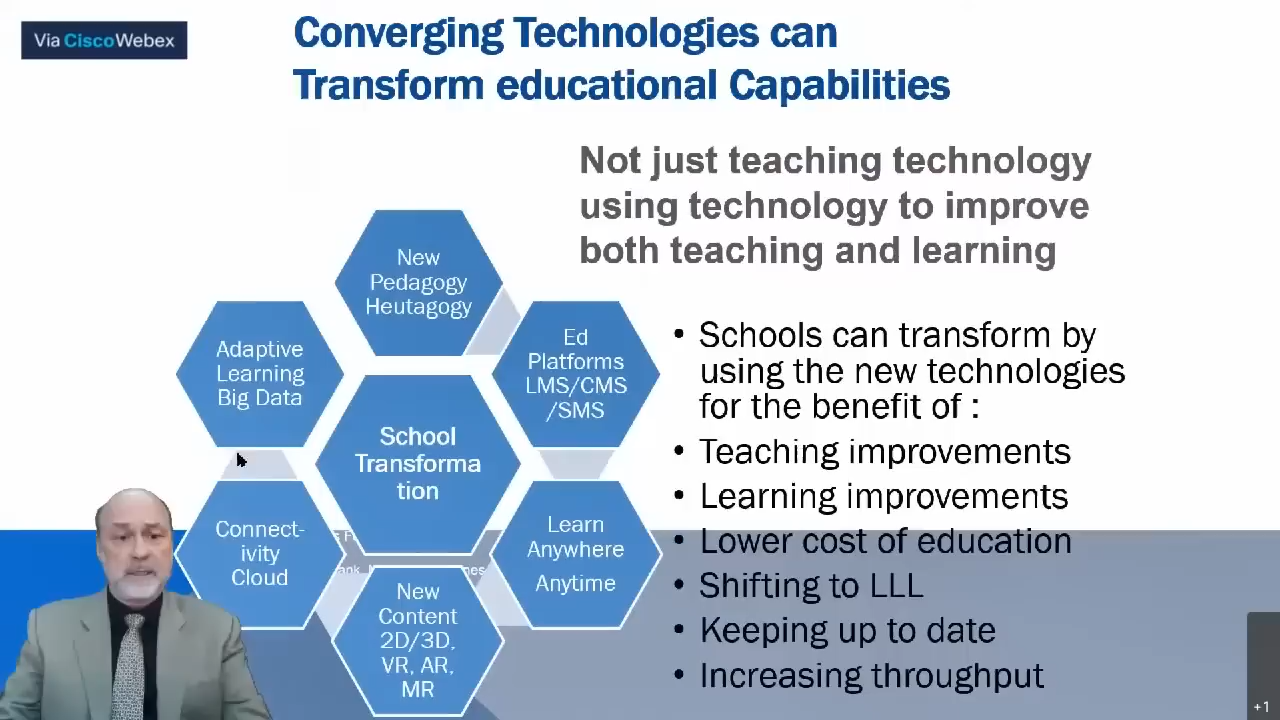 Via CiscoWebex
Converging Technologies can
Transform educational Capabilities
Not just teaching technology
using technology to improve
both teaching and learning
New
Pedagogy
Heutagogy
Adaptive
Learning
Big Data
Ed
Platforms
LMS/CMS
/SMS
School
Transforma
tion
Connect-
ivity
Cloud
Learn
Anywhere
Anytime
New
Content
2D/3D,
VR, AR,
MR
• Schools can transform by
using the new technologies
for the benefit of :
• Teaching improvements
• Learning improvements
• Lower cost of education
• Shifting to LLL
• Keeping up to date
• Increasing throughput
+1